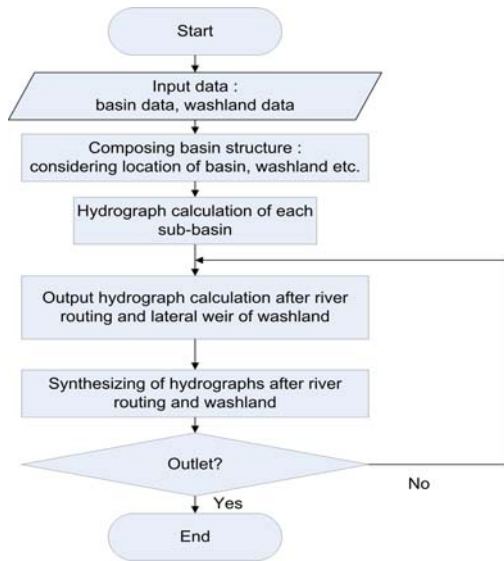 Start
Input data :
basin data, washland data
Composing basin structure :
considering location of basin, washland etc.
Hydrograph calculation of each
sub-basin
Output hydrograph calculation after river
routing and lateral weir of washland
Synthesizing of hydrographs after river
routing and washland
Outlet?
No
Yes
End